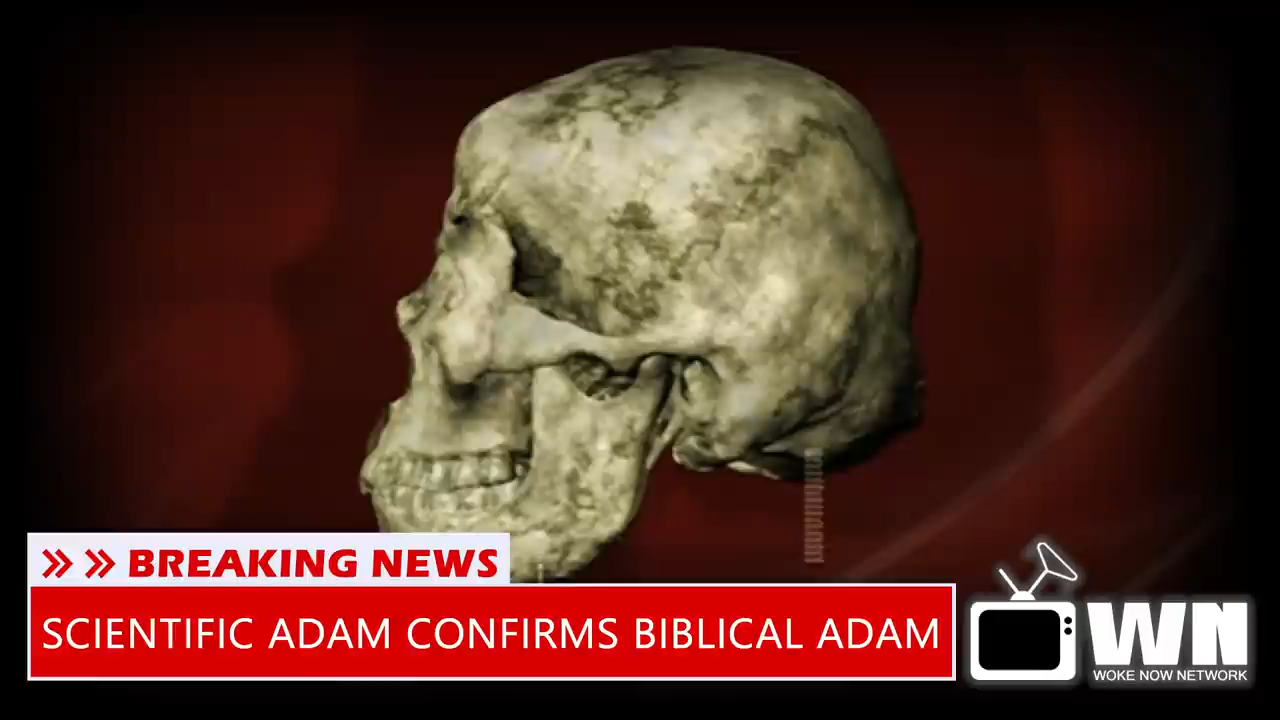 >> >> BREAKING NEWS
SCIENTIFIC ADAM CONFIRMS BIBLICAL ADAM
WN
WOKE NOW NETWORK